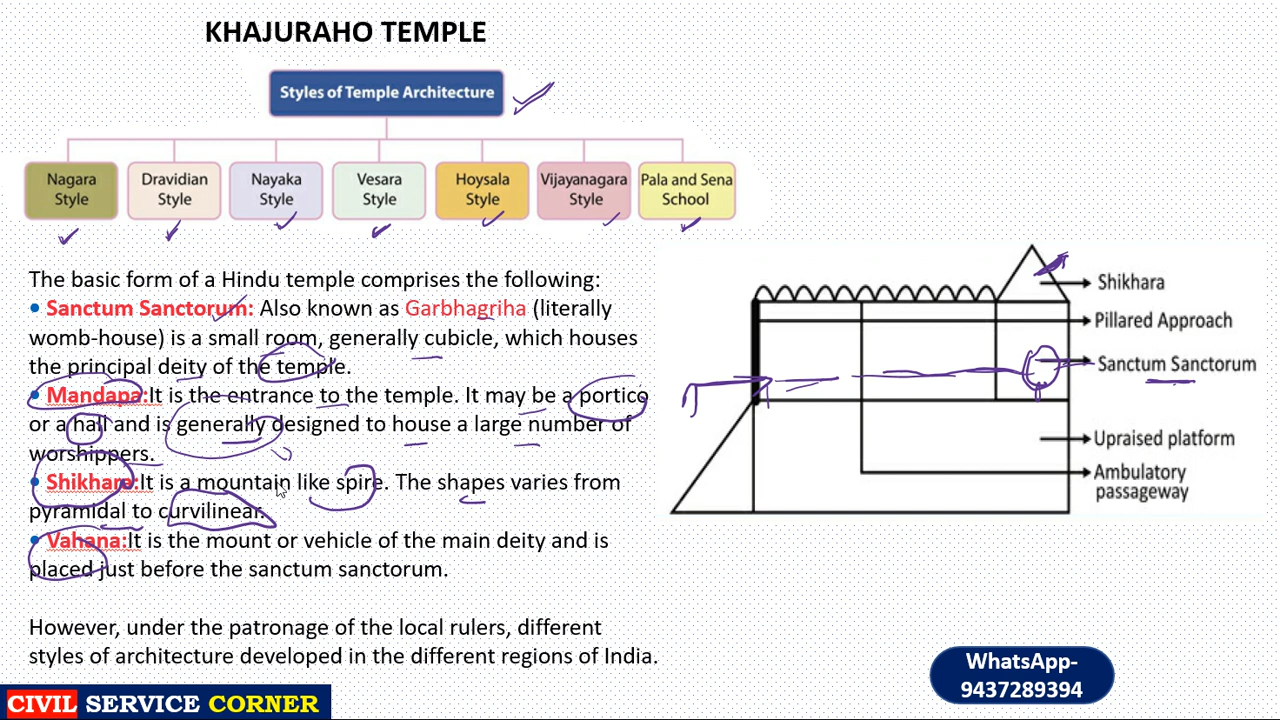 KHAJURAHO TEMPLE
Styles of Temple Architecture
Nagara Style
Dravidian Style
Nayaka Style
Vesara Style
Hoysala Style
Vijayanagara Style
Pala and Sena School
The basic form of a Hindu temple comprises the following:
• Sanctum Sanctorum: Also known as Garbhagriha (literally
womb-house) is a small room, generally cubicle, which houses
the principal deity of the temple.
• Mandapa:It is the entrance to the temple. It may be a portico
or a hall and is generally designed to house a large number of
worshippers.
• Shikhara:It is a mountain like spire. The shapes varies from
pyramidal to curvilinear.
• Vahana:It is the mount or vehicle of the main deity and is
placed just before the sanctum sanctorum.
However, under the patronage of the local rulers, different
styles of architecture developed in the different regions of India.
Shikhara
Pillared Approach
Sanctum Sanctorum
Upraised platform
Ambulatory
passageway
WhatsApp-
9437289394
CIVIL SERVICE CORNER